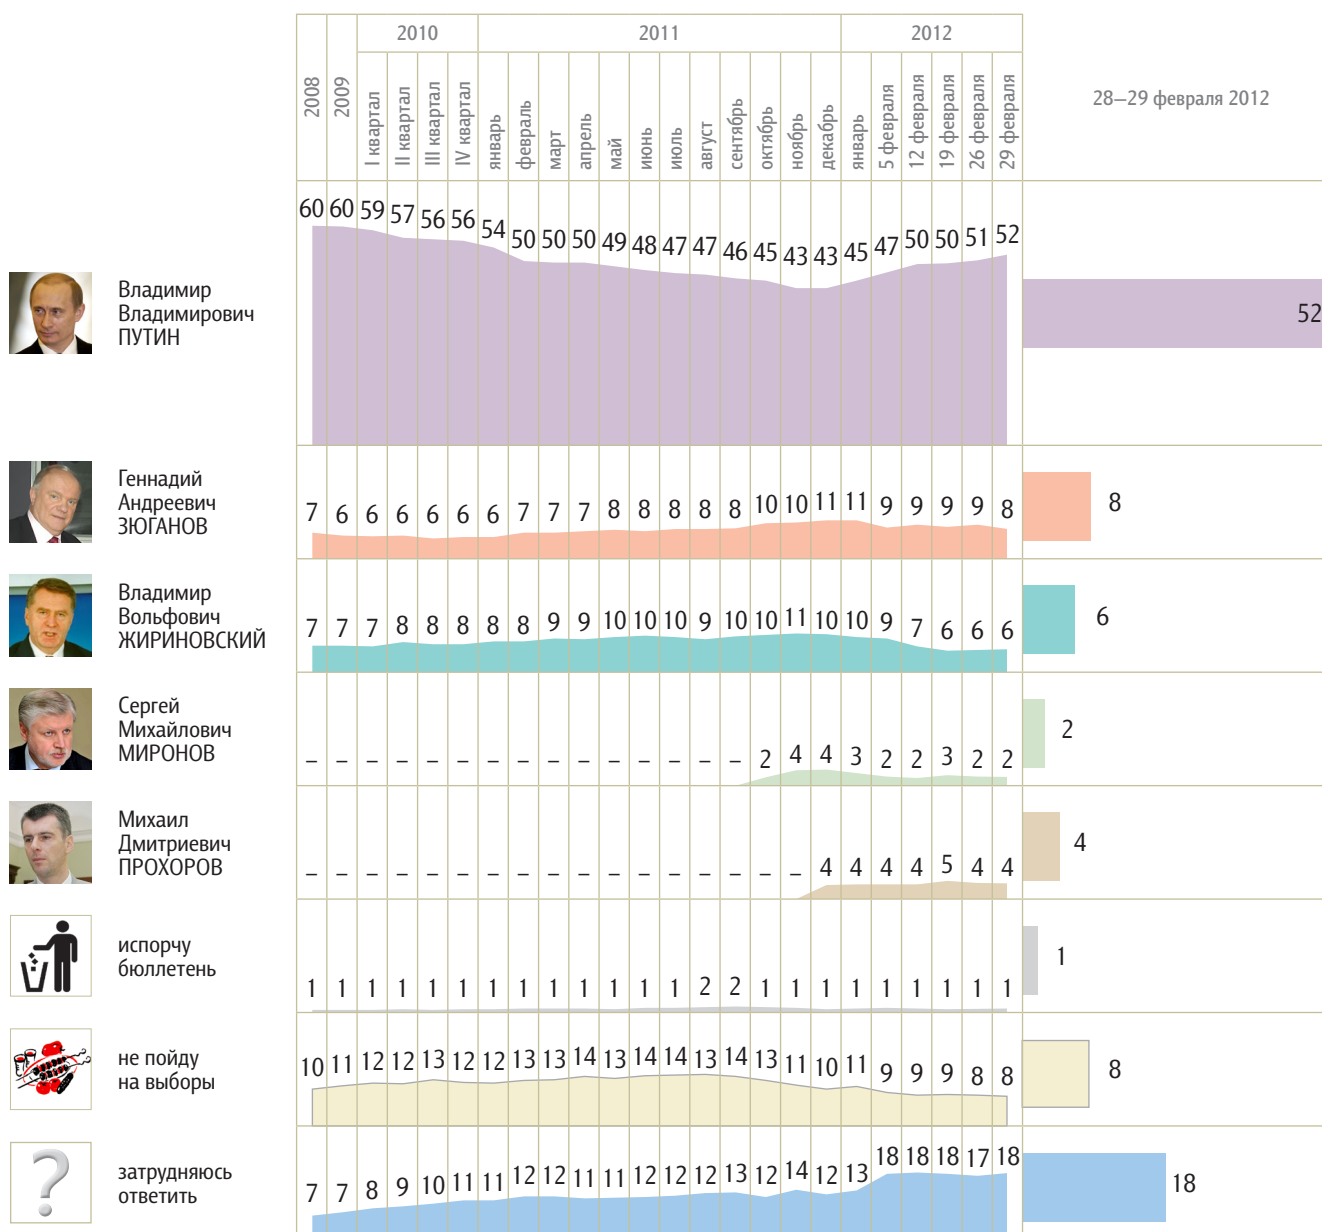 2010 2011 2012
2008 2009 I квартал II квартал III квартал IV квартал январь февраль март апрель май июнь июль август сентябрь октябрь ноябрь декабрь январь 5 февраля 12 февраля 19 февраля 26 февраля 29 февраля
28—29 февраля 2012
60 60 59 57 56 56 54 50 50 50 49 48 47 47 46 45 43 43 45 47 50 50 51 52
Владимир
Владимирович
ПУТИН
52
Геннадий
Андреевич
ЗЮГАНОВ
7 6 6 6 6 6 6 7 7 7 8 8 8 8 8 10 10 11 11 9 9 9 9 8
8
Владимир
Вольфович
ЖИРИНОВСКИЙ
7 7 7 8 8 8 8 8 9 9 10 10 10 9 10 10 11 10 10 9 7 6 6 6
6
Сергей
Михайлович
МИРОНОВ
– – – – – – – – – – – – – – – 2 4 4 3 2 2 3 2 2
2
Михаил
Дмитриевич
ПРОХОРОВ
– – – – – – – – – – – – – – – – – 4 4 4 4 5 4 4
4
испорчу
бюллетень
1 1 1 1 1 1 1 1 1 1 1 1 1 2 2 1 1 1 1 1 1 1 1 1
1
не пойду
на выборы
10 11 12 12 13 12 12 13 13 14 13 14 14 13 14 13 11 10 11 9 9 9 8 8
8
затрудняюсь
ответить
7 7 8 9 10 11 11 12 12 11 11 12 12 12 13 12 14 12 13 18 18 18 17 18
18